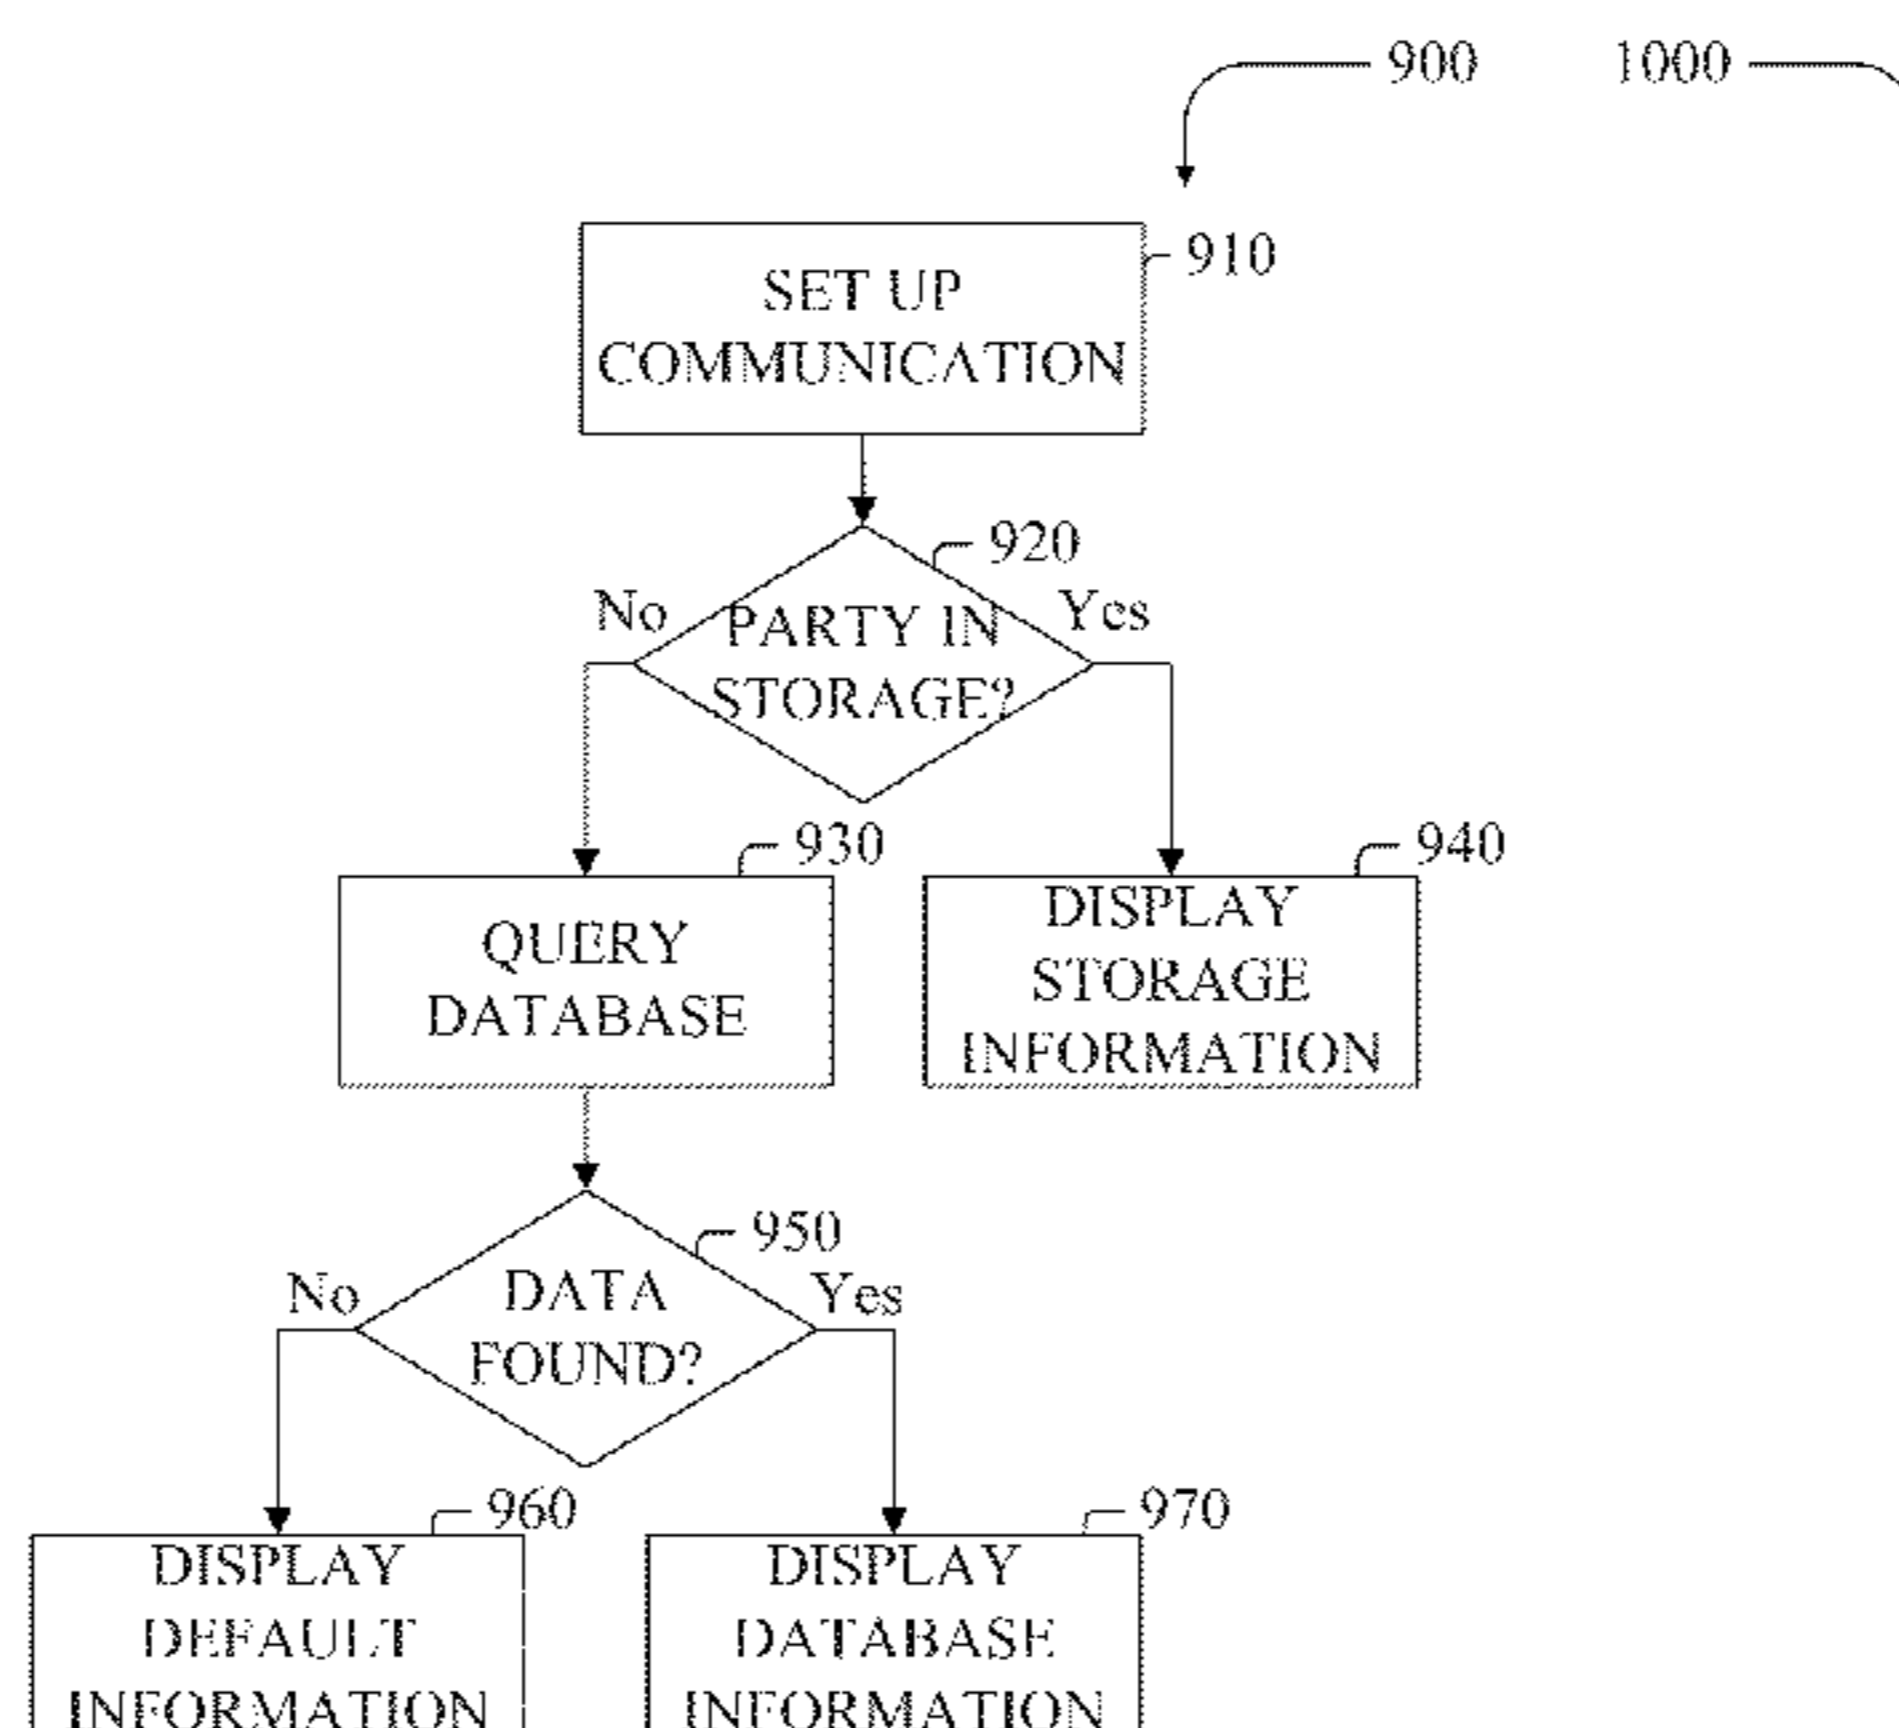 900
1000
910
SET UP
COMMUNICATION
920
No
Yes
PARTY IN
STORAGE?
930
940
QUERY
DATABASE
DISPLAY
STORAGE
INFORMATION
950
No
Yes
DATA
FOUND?
960
970
DISPLAY
DEFAULT
INFORMATION
DISPLAY
DATABASE
INFORMATION